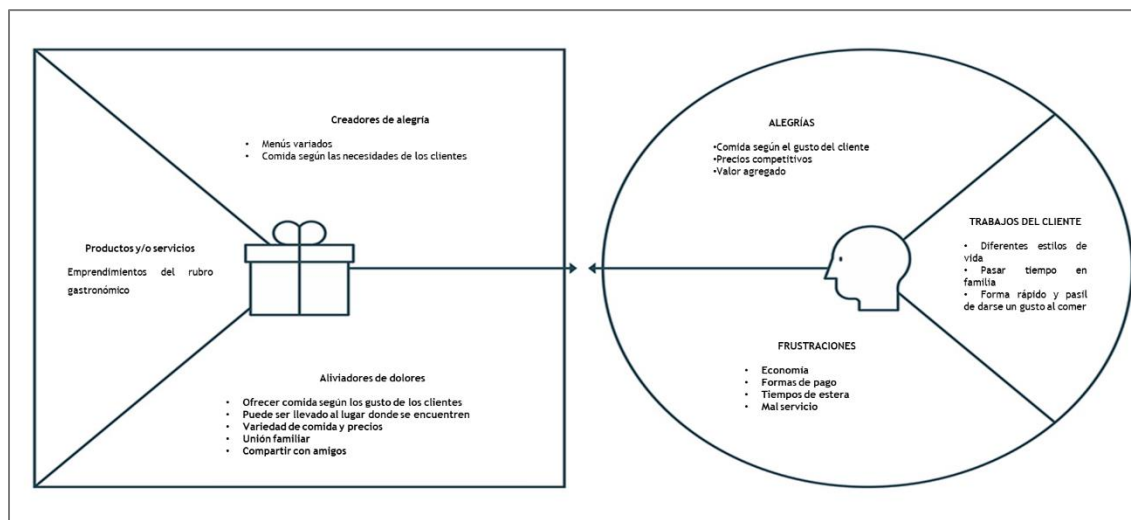 Creadores de alegría
• Menús variados
• Comida según las necesidades de los clientes
Productos y/o servicios
Emprendimientos del rubro
gastronómico
Aliviadores de dolores
• Ofrecer comida según los gusto de los clientes
• Puede ser llevado al lugar donde se encuentren
• Variedad de comida y precios
• Unión familiar
• Compartir con amigos
ALEGRÍAS
•Comida según el gusto del cliente
•Precios competitivos
•Valor agregado
TRABAJOS DEL CLIENTE
• Diferentes estilos de
vida
• Pasar tiempo en
familia
• Forma rápido y pasil
de darse un gusto al comer
FRUSTRACIONES
• Economía
• Formas de pago
• Tiempos de estera
• Mal servicio